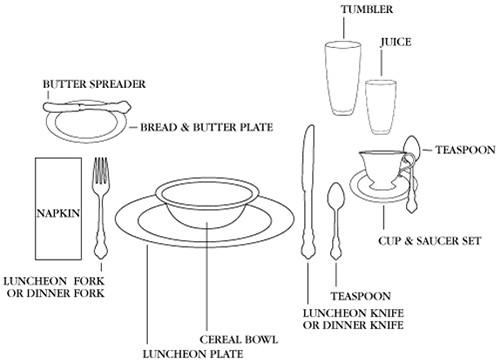 TUMBLER
JUICE
BUTTER SPREADER
BREAD & BUTTER PLATE
TEASPOON
NAPKIN
CUP & SAUCER SET
LUNCHEON FORK
OR DINNER FORK
TEASPOON
LUNCHEON KNIFE
OR DINNER KNIFE
CEREAL BOWL
LUNCHEON PLATE